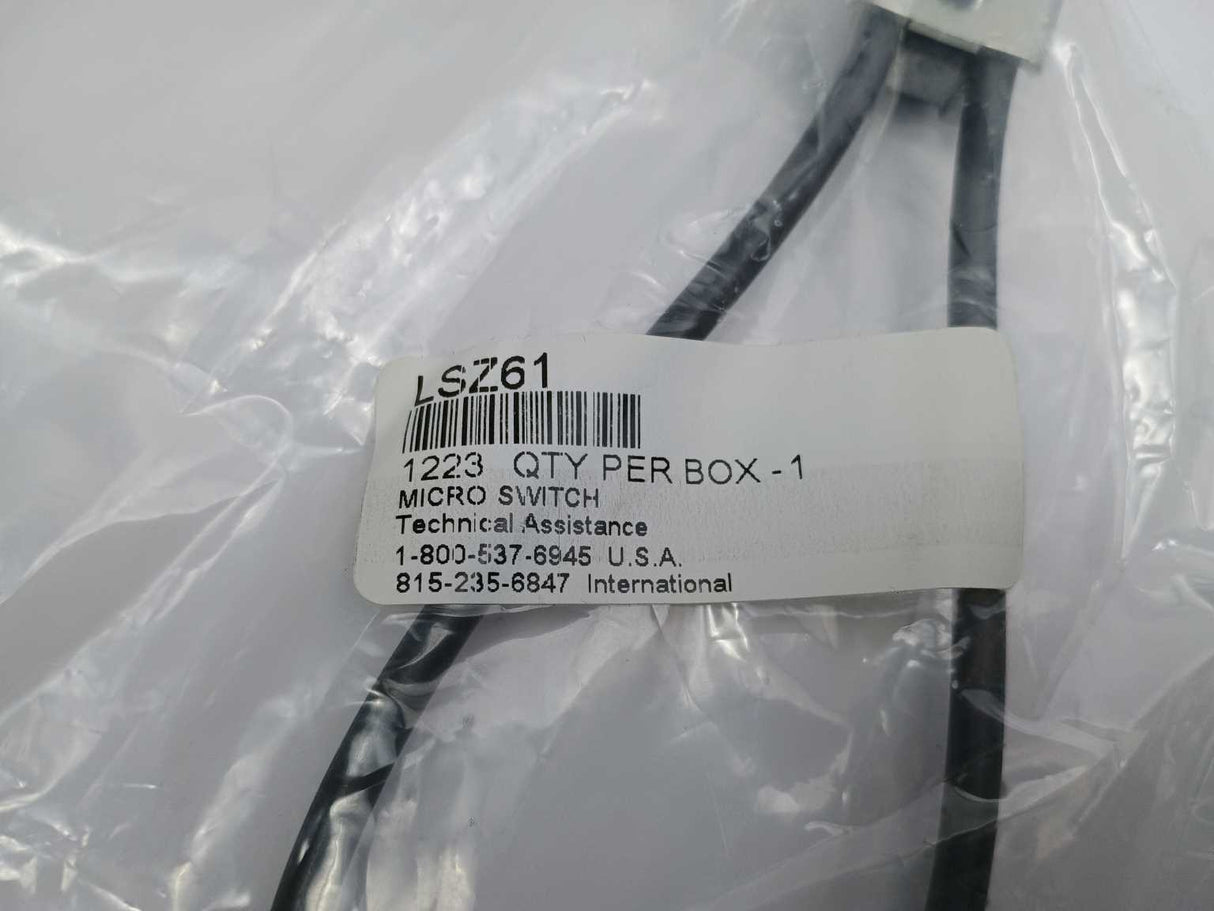 LSZ61
1223 QTY PER BOX - 1
MICRO SWITCH
Technical Assistance
1-800-537-6945 U.S.A.
815-235-6847 International